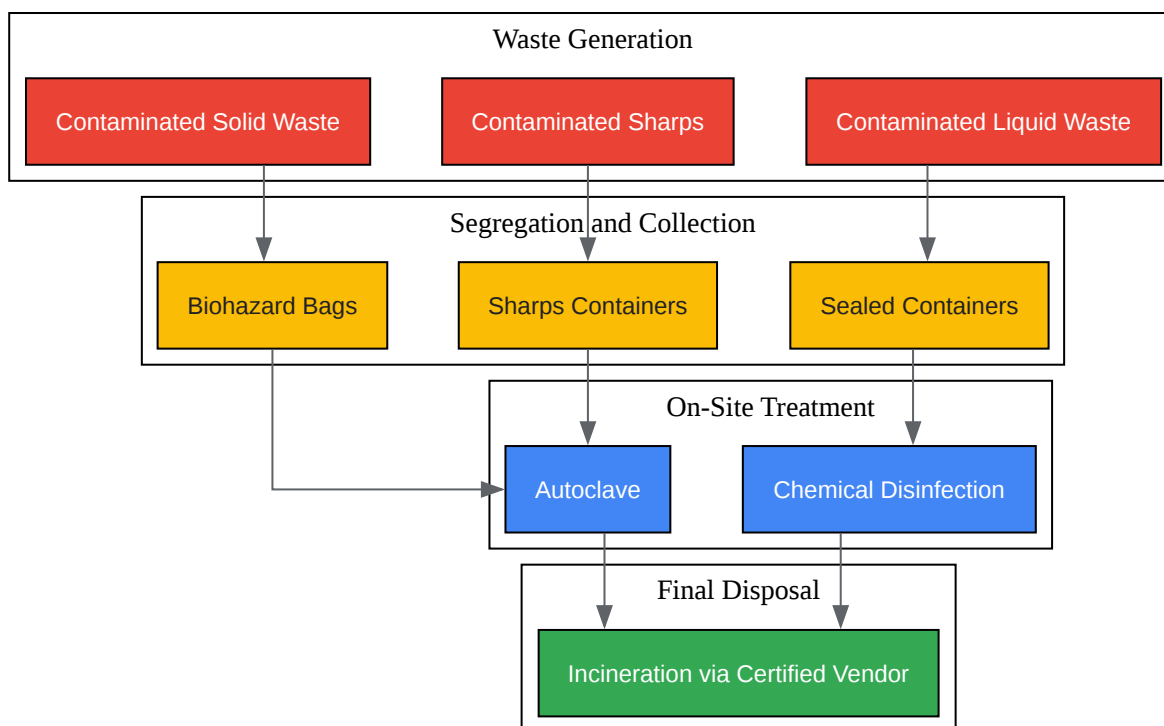 Waste Generation
Contaminated Solid Waste
Contaminated Sharps
Contaminated Liquid Waste
Segregation and Collection
Biohazard Bags
Sharps Containers
Sealed Containers
On-Site Treatment
Autoclave
Chemical Disinfection
Final Disposal
Incineration via Certified Vendor